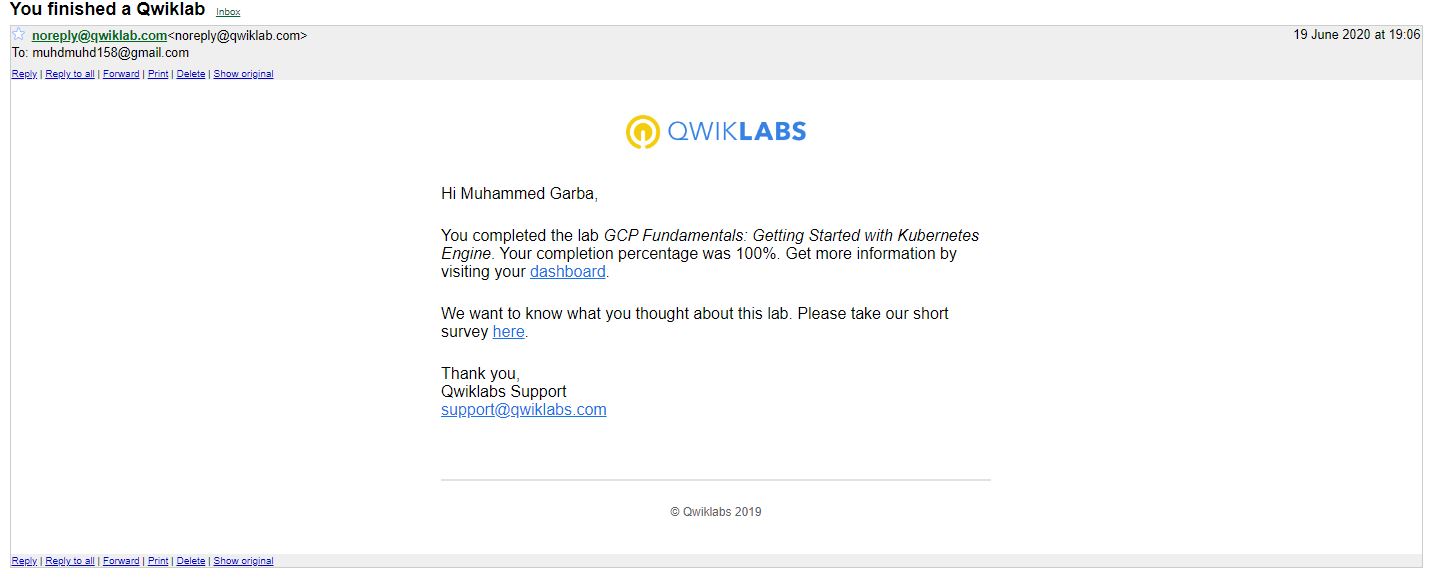 You finished a Qwiklab Inbox
noreply@qwiklab.com<noreply@qwiklab.com> 19 June 2020 at 19:06
To: muhdmuhd158@gmail.com
Reply | Reply to all | Forward | Print | Delete | Show original
QWIKLABS
Hi Muhammed Garba,
You completed the lab GCP Fundamentals: Getting Started with Kubernetes
Engine. Your completion percentage was 100%. Get more information by
visiting your dashboard.
We want to know what you thought about this lab. Please take our short
survey here.
Thank you,
Qwiklabs Support
support@qwiklabs.com
© Qwiklabs 2019
Reply | Reply to all | Forward | Print | Delete | Show original